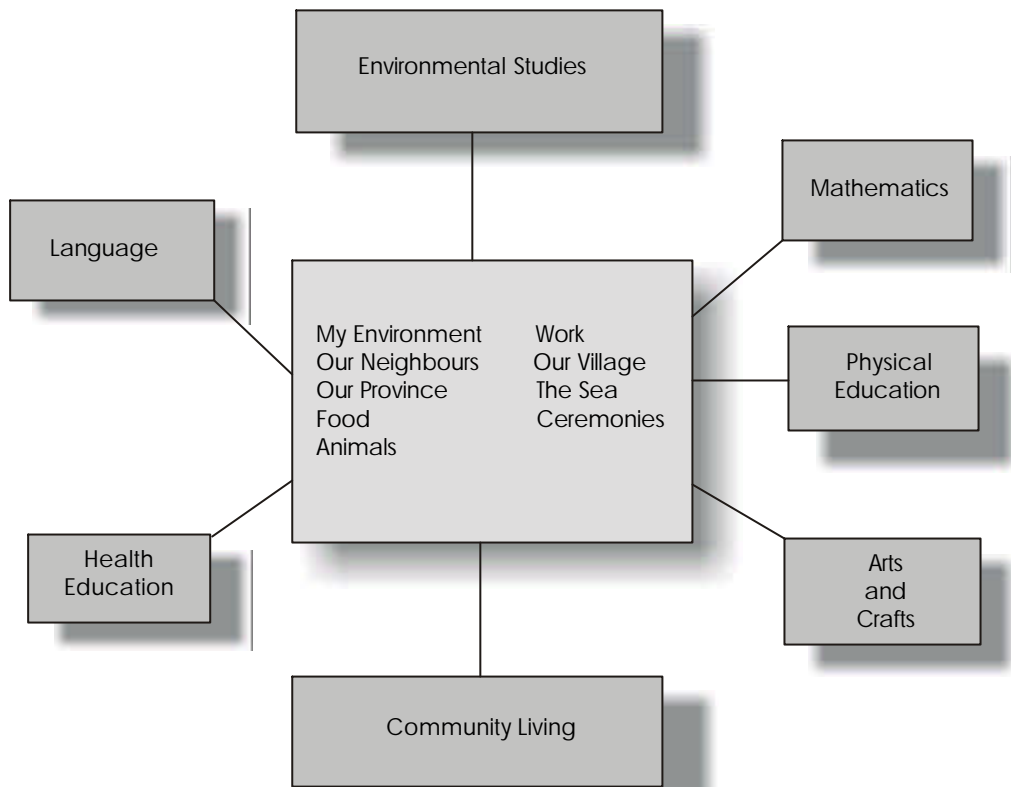 Environmental Studies
Mathematics
Language
My Environment Work
Our Neighbours Our Village
Our Province The Sea
Food Ceremonies
Animals
Physical
Education
Health
Education
Arts
and
Crafts
Community Living